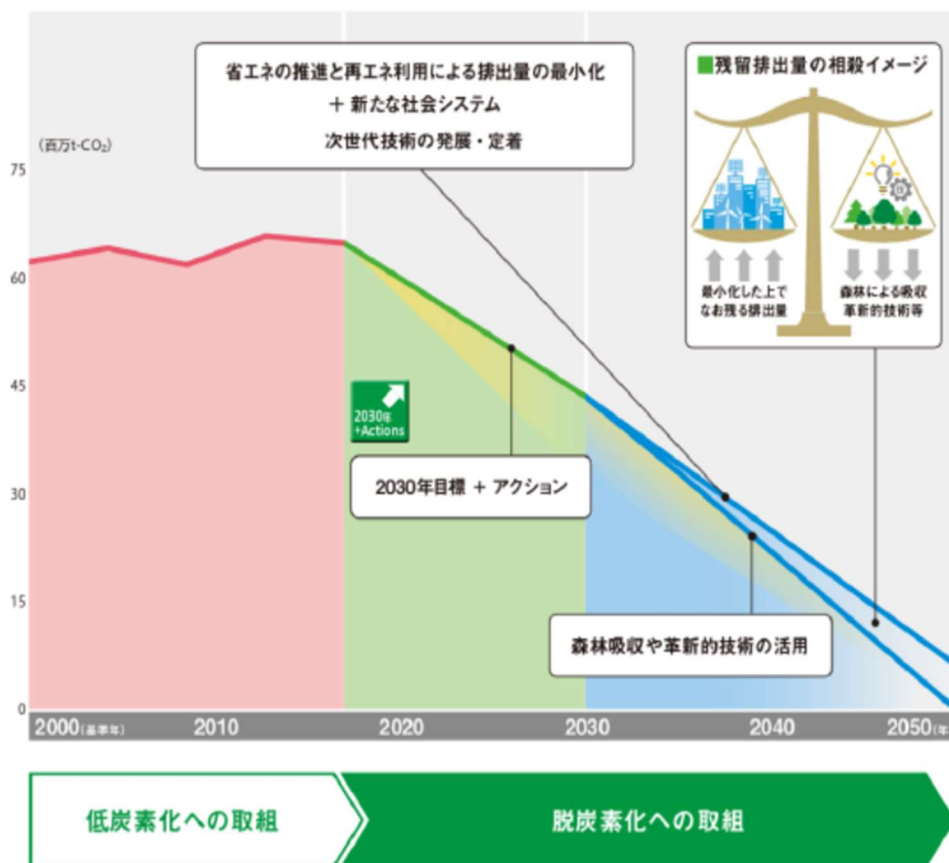 省エネの推進と再エネ利用による排出量の最小化
+ 新たな社会システム
次世代技術の発展・定着
■残留排出量の相殺イメージ
最小化した上で
なお残る排出量
森林による吸収
革新的技術等
(百万t-CO₂)
75
60
45
30
15
0
2030年
+Actions
2030年目標 + アクション
森林吸収や革新的技術の活用
2000(基準年) 2010 2020 2030 2040 2050(年
低炭素化への取組
脱炭素化への取組